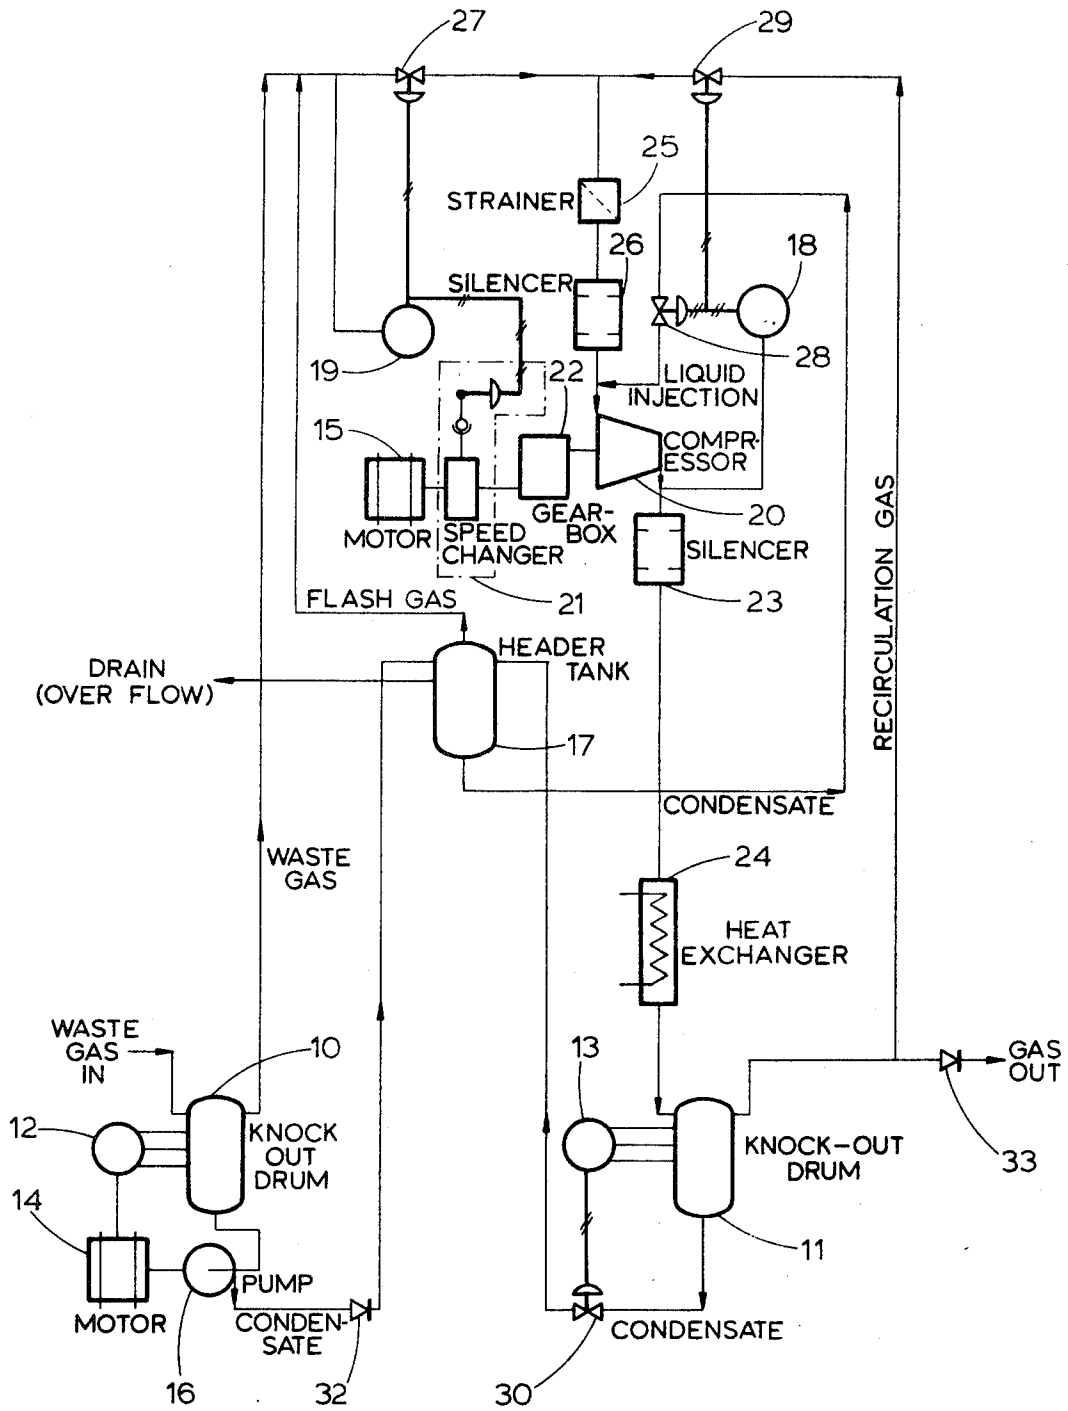 27
29
25
STRAINER
26
18
SILENCER
19
22
28
LIQUID
INJECTION
15
COMPR-
ESSOR
20
GEAR-
BOX
MOTOR
SPEED
CHANGER
SILENCER
21
23
FLASH GAS
HEADER
TANK
DRAIN
(OVER FLOW)
RECIRCULATION GAS
17
CONDENSATE
WASTE
GAS
24
HEAT
EXCHANGER
WASTE
GAS
IN
10
13
GAS
OUT
12
KNOCK
OUT
DRUM
KNOCK-OUT
DRUM
33
14
11
PUMP
MOTOR
CONDEN-
SATE
CONDENSATE
16
32
30